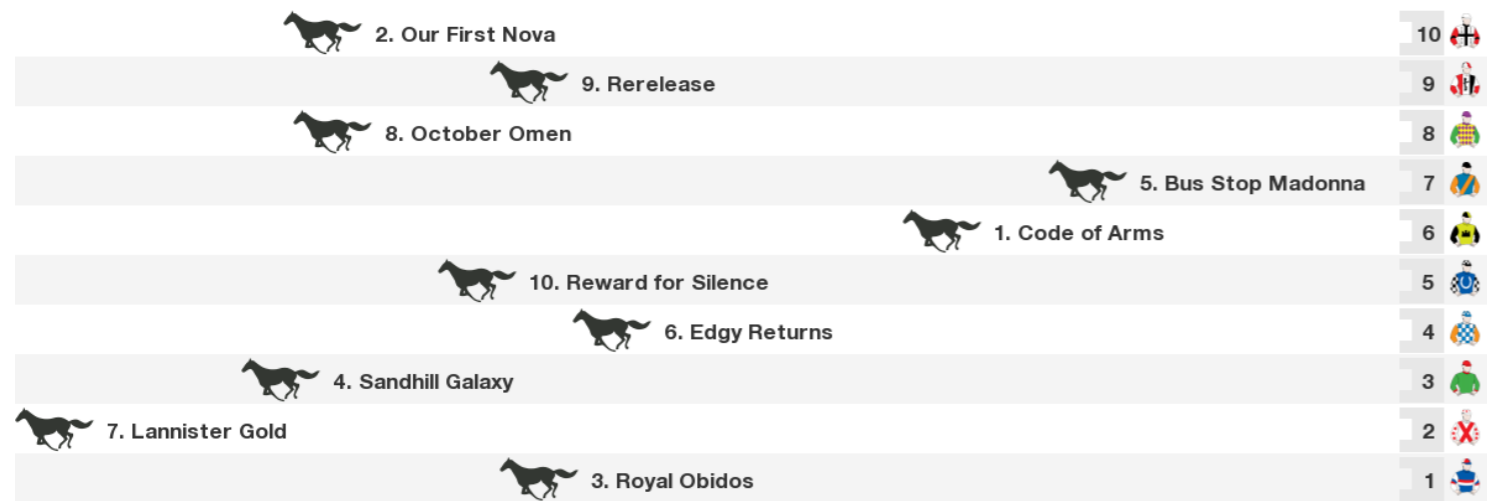 2. Our First Nova 10
9. Rerelease 9
8. October Omen 8
5. Bus Stop Madonna 7
1. Code of Arms 6
10. Reward for Silence 5
6. Edgy Returns 4
4. Sandhill Galaxy 3
7. Lannister Gold 2
3. Royal Obidos 1